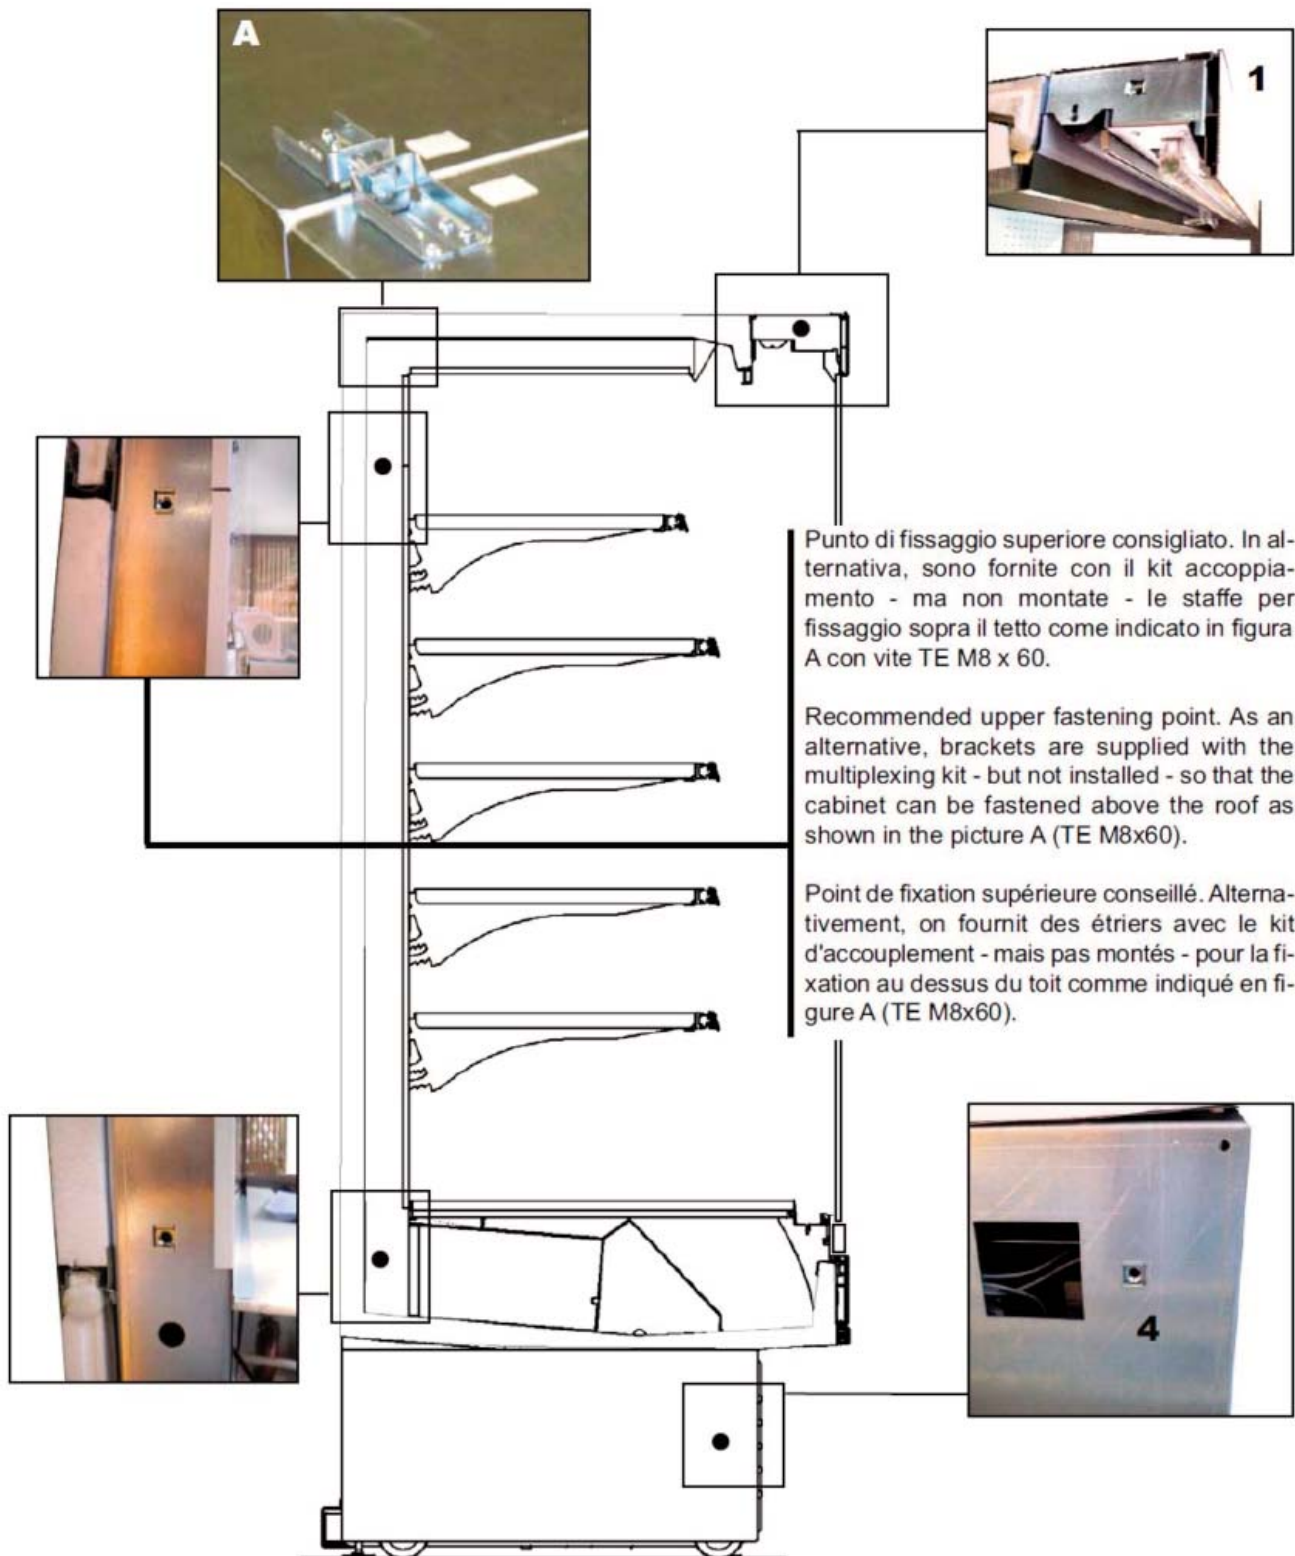 A
1
Punto di fissaggio superiore consigliato. In al-
ternativa, sono fornite con il kit accoppia-
mento - ma non montate - le staffe per
fissaggio sopra il tetto come indicato in figura
A con vite TE M8 x 60.
Recommended upper fastening point. As an
alternative, brackets are supplied with the
multiplexing kit - but not installed - so that the
cabinet can be fastened above the roof as
shown in the picture A (TE M8x60).
Point de fixation supérieure conseillé. Alterna-
tivement, on fournit des étriers avec le kit
d'accouplement - mais pas montés - pour la fi-
xation au dessus du toit comme indiqué en fi-
gure A (TE M8x60).
4